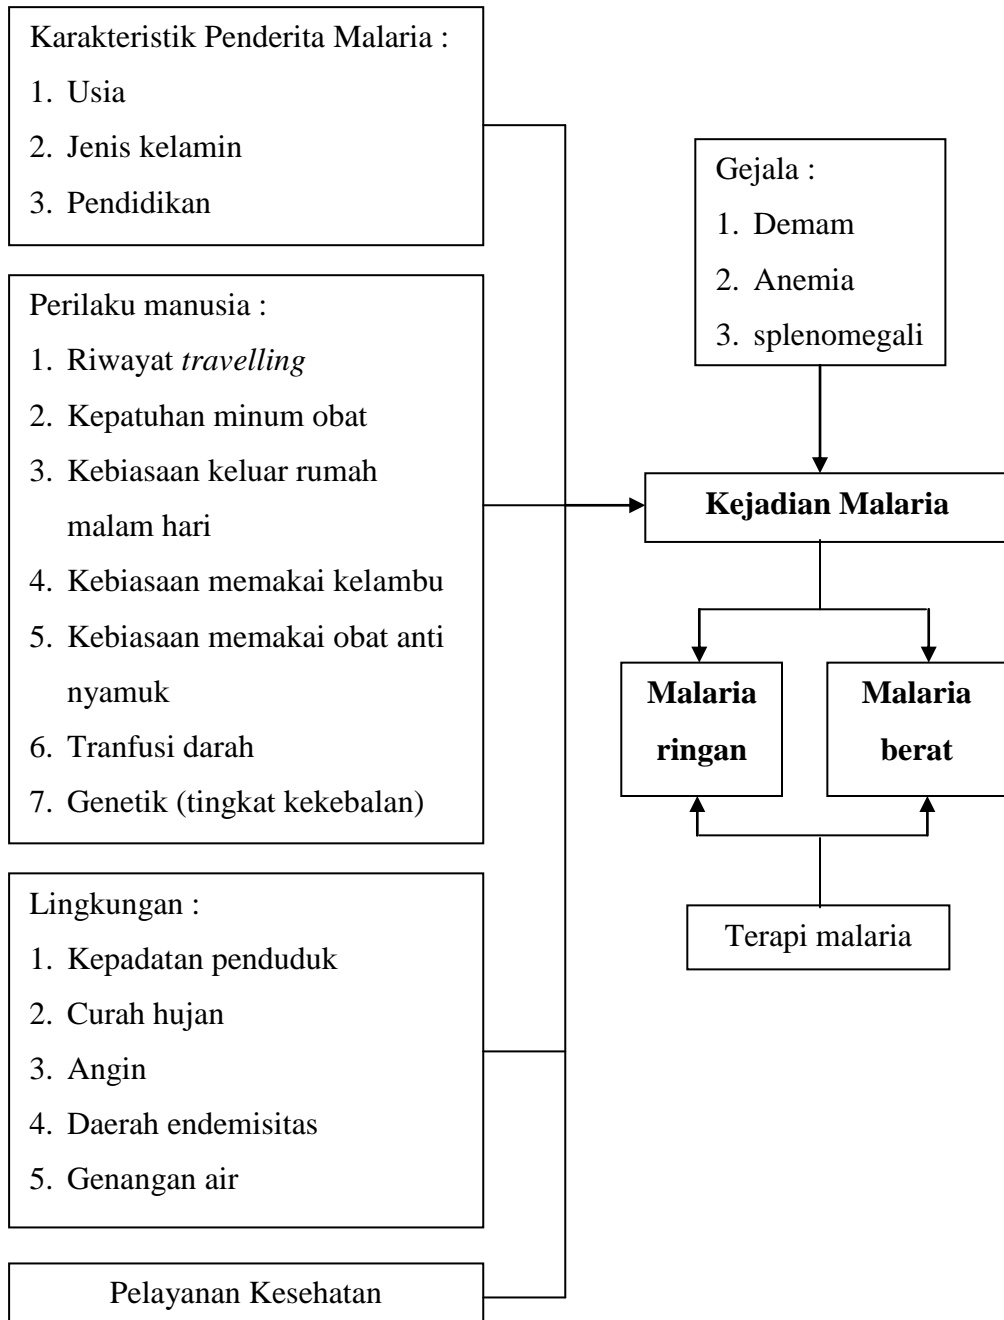 Karakteristik Penderita Malaria :
1. Usia
2. Jenis kelamin
3. Pendidikan
Perilaku manusia :
1. Riwayat travelling
2. Kepatuhan minum obat
3. Kebiasaan keluar rumah
malam hari
4. Kebiasaan memakai kelambu
5. Kebiasaan memakai obat anti
nyamuk
6. Tranfusi darah
7. Genetik (tingkat kekebalan)
Lingkungan :
1. Kepadatan penduduk
2. Curah hujan
3. Angin
4. Daerah endemisitas
5. Genangan air
Pelayanan Kesehatan
Gejala :
1. Demam
2. Anemia
3. splenomegali
Kejadian Malaria
Malaria
ringan
Malaria
berat
Terapi malaria